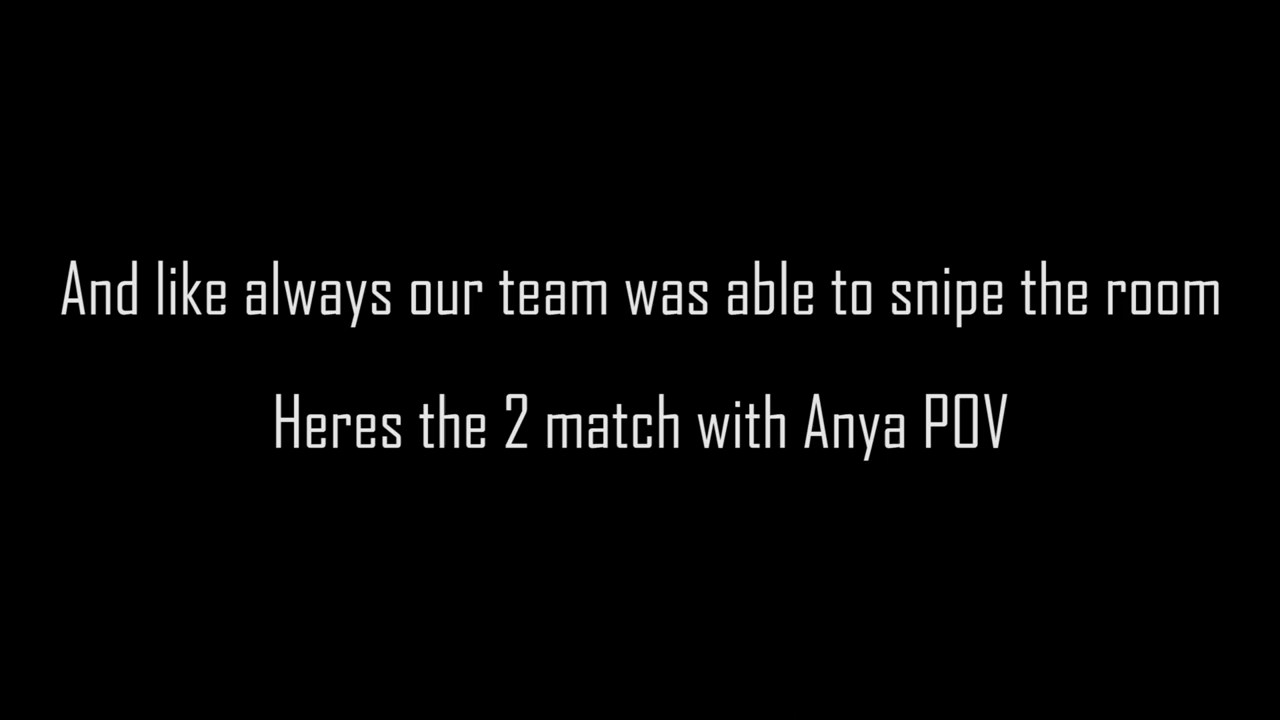 And like always our team was able to snipe the room
Heres the 2 match with Anya POV